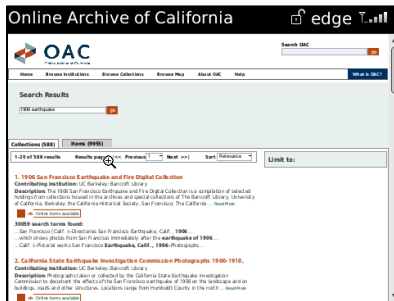 Online Archive of California
edge
OAC
Search OAC
go
Home Browse Institutions Browse Collections Browse Map About OAC Help
What is OAC?
Search Results
1906 earthquake
go
Collections (588) Items (9995)
1-20 of 588 results Results page: |<< Previous 1 Next >>| Sort Relevance
Limit to:
1. 1906 San Francisco Earthquake and Fire Digital Collection
Contributing Institution: UC Berkeley::Bancroft Library
Description: The 1906 San Francisco Earthquake and Fire Digital Collection is a compilation of selected
holdings from collections housed in the archives and special collections of The Bancroft Library, University
of California, Berkeley; the California Historical Society, San Francisco; The California ... Read More
Online items available
30059 search terms found:
...San Francisco (Calif.)--Directories San Francisco Earthquake, Calif., 1906...
...which shows photos from San Francisco immediately after the earthquake of 1906...
...Calif.)--Pictorial works San Francisco Earthquake, Calif., 1906--Photographs...
2. California State Earthquake Investigation Commission Photographs 1900-1910,
Contributing Institution: UC Berkeley::Bancroft Library
Description: Photographs taken or collected by the California State Earthquake Investigation
Commission to document the effects of the San Francisco earthquake of 1906 on the landscape and on
buildings, roads and other structures. Locations range from Humboldt County in the north ... Read More
Online items available